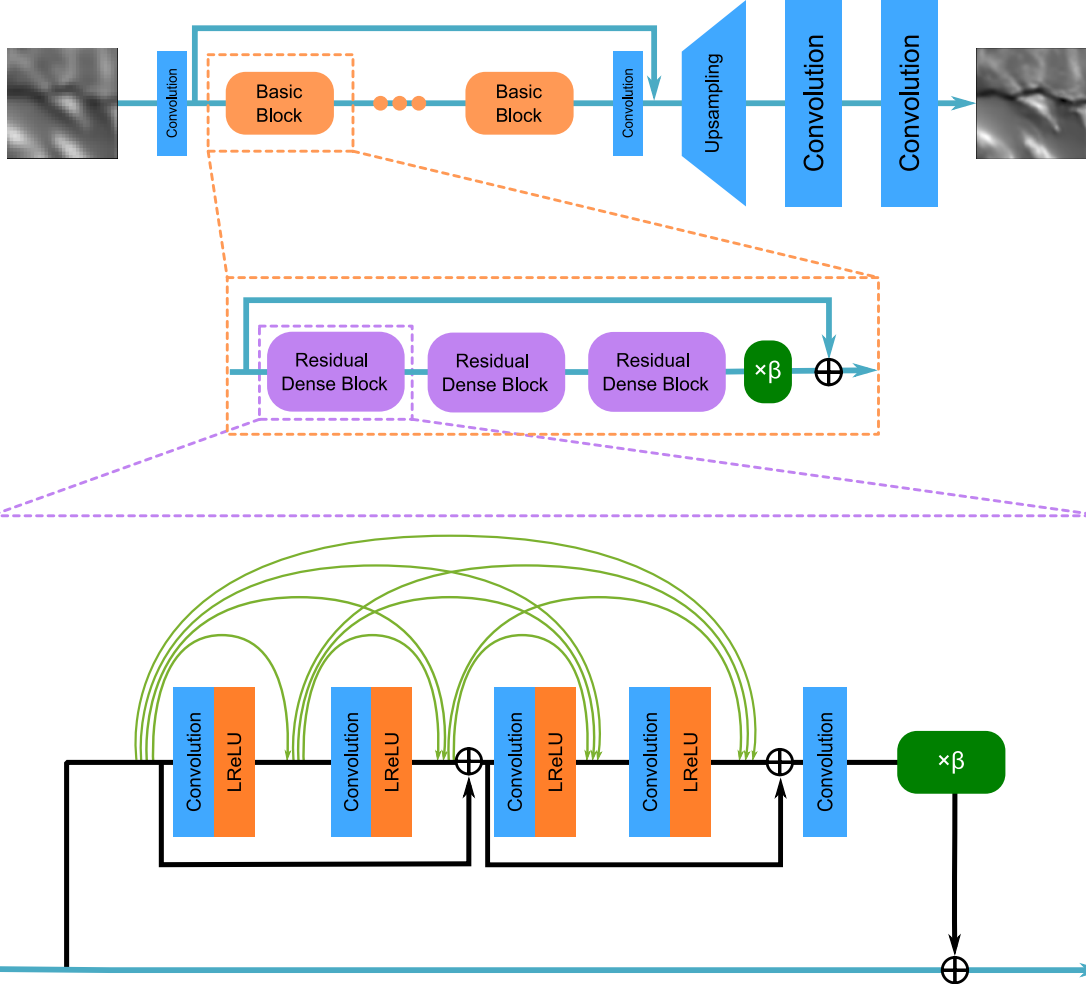 Convolution
Basic
Block
Basic
Block
Convolution
Upsampling
Convolution
Convolution
Residual
Dense Block
Residual
Dense Block
Residual
Dense Block
×β
Convolution
LReLU
Convolution
LReLU
Convolution
LReLU
Convolution
LReLU
Convolution
×β